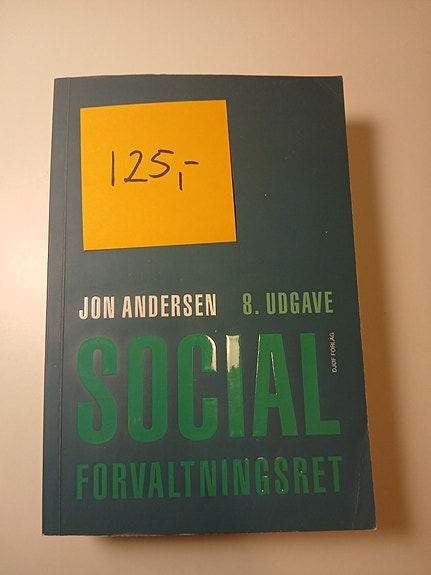 125,-
JON ANDERSEN 8. UDGAVE
SOCIAL
DJØF FORLAG
FORVALTNINGSRET